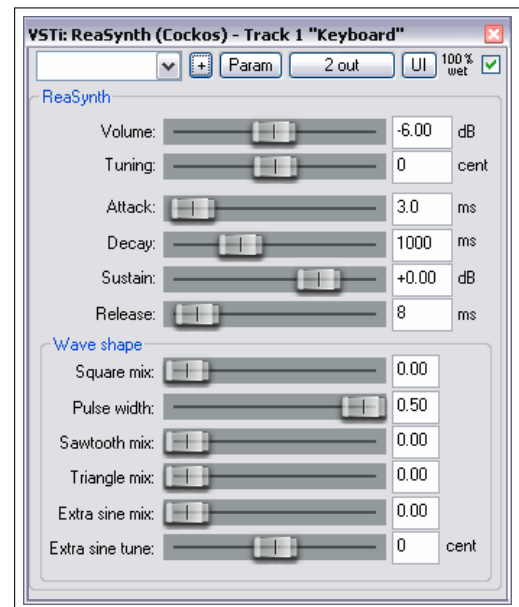 VSTi: ReaSynth (Cockos) - Track 1 "Keyboard"
+ Param 2 out UI 100% wet
ReaSynth
Volume: -6.00 dB
Tuning: 0 cent
Attack: 3.0 ms
Decay: 1000 ms
Sustain: +0.00 dB
Release: 8 ms
Wave shape
Square mix: 0.00
Pulse width: 0.50
Sawtooth mix: 0.00
Triangle mix: 0.00
Extra sine mix: 0.00
Extra sine tune: 0 cent